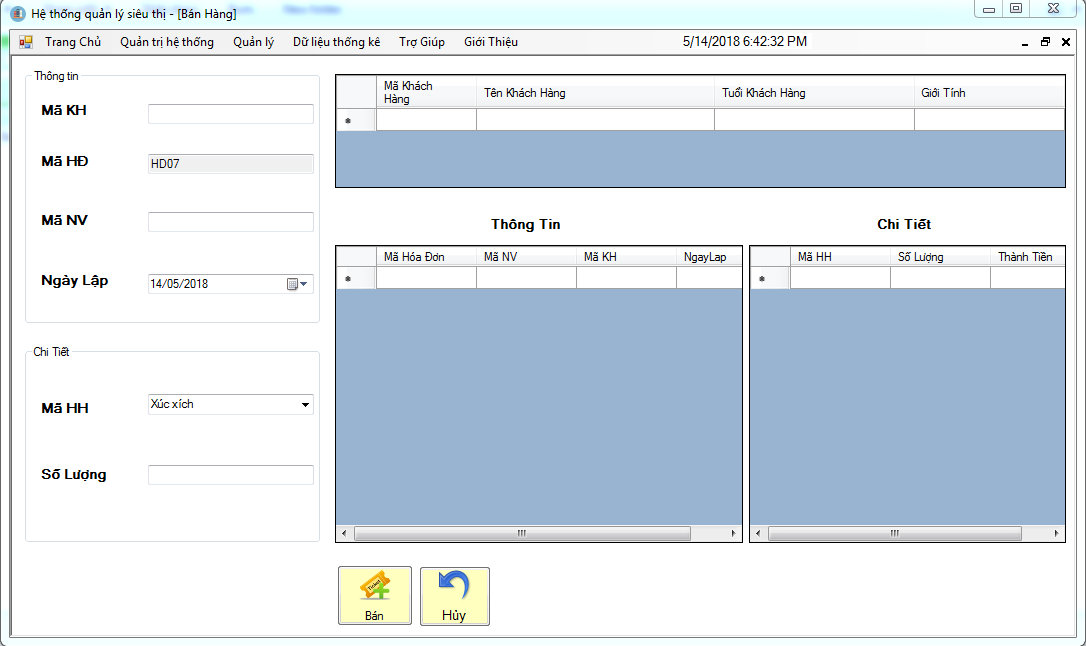 Hệ thống quản lý siêu thị - [Bán Hàng]
Trang Chủ Quản trị hệ thống Quản lý Dữ liệu thống kê Trợ Giúp Giới Thiệu 5/14/2018 6:42:32 PM
Thông tin
Mã KH
Mã HĐ HD07
Mã NV
Ngày Lập 14/05/2018
Chi Tiết
Mã HH Xúc xích
Số Lượng
Mã Khách
Hàng
Tên Khách Hàng Tuổi Khách Hàng Giới Tính
Thông Tin
Mã Hóa Đơn Mã NV Mã KH NgayLap
Chi Tiết
Mã HH Số Lượng Thành Tiền
Ticket
Bán
Hủy